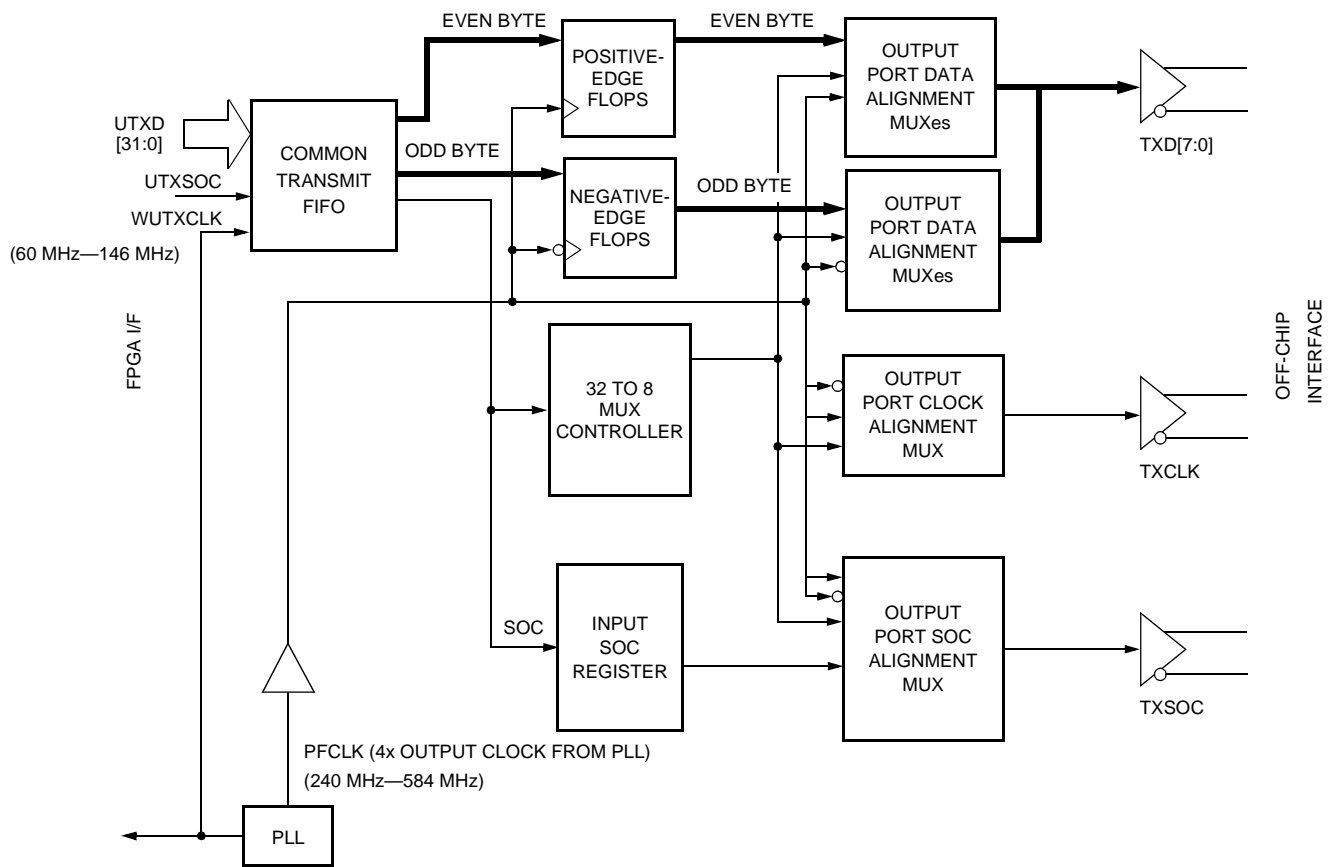 EVEN BYTE
EVEN BYTE
POSITIVE-
EDGE
FLOPS
OUTPUT
PORT DATA
ALIGNMENT
MUXes
UTXD
[31:0]
COMMON
TRANSMIT
FIFO
ODD BYTE
TXD[7:0]
UTXSOC
WUTXCLK
(60 MHz—146 MHz)
NEGATIVE-
EDGE
FLOPS
ODD BYTE
OUTPUT
PORT DATA
ALIGNMENT
MUXes
FPGA I/F
OFF-CHIP
INTERFACE
32 TO 8
MUX
CONTROLLER
OUTPUT
PORT CLOCK
ALIGNMENT
MUX
TXCLK
SOC
INPUT
SOC
REGISTER
OUTPUT
PORT SOC
ALIGNMENT
MUX
TXSOC
PFCLK (4x OUTPUT CLOCK FROM PLL)
(240 MHz—584 MHz)
PLL